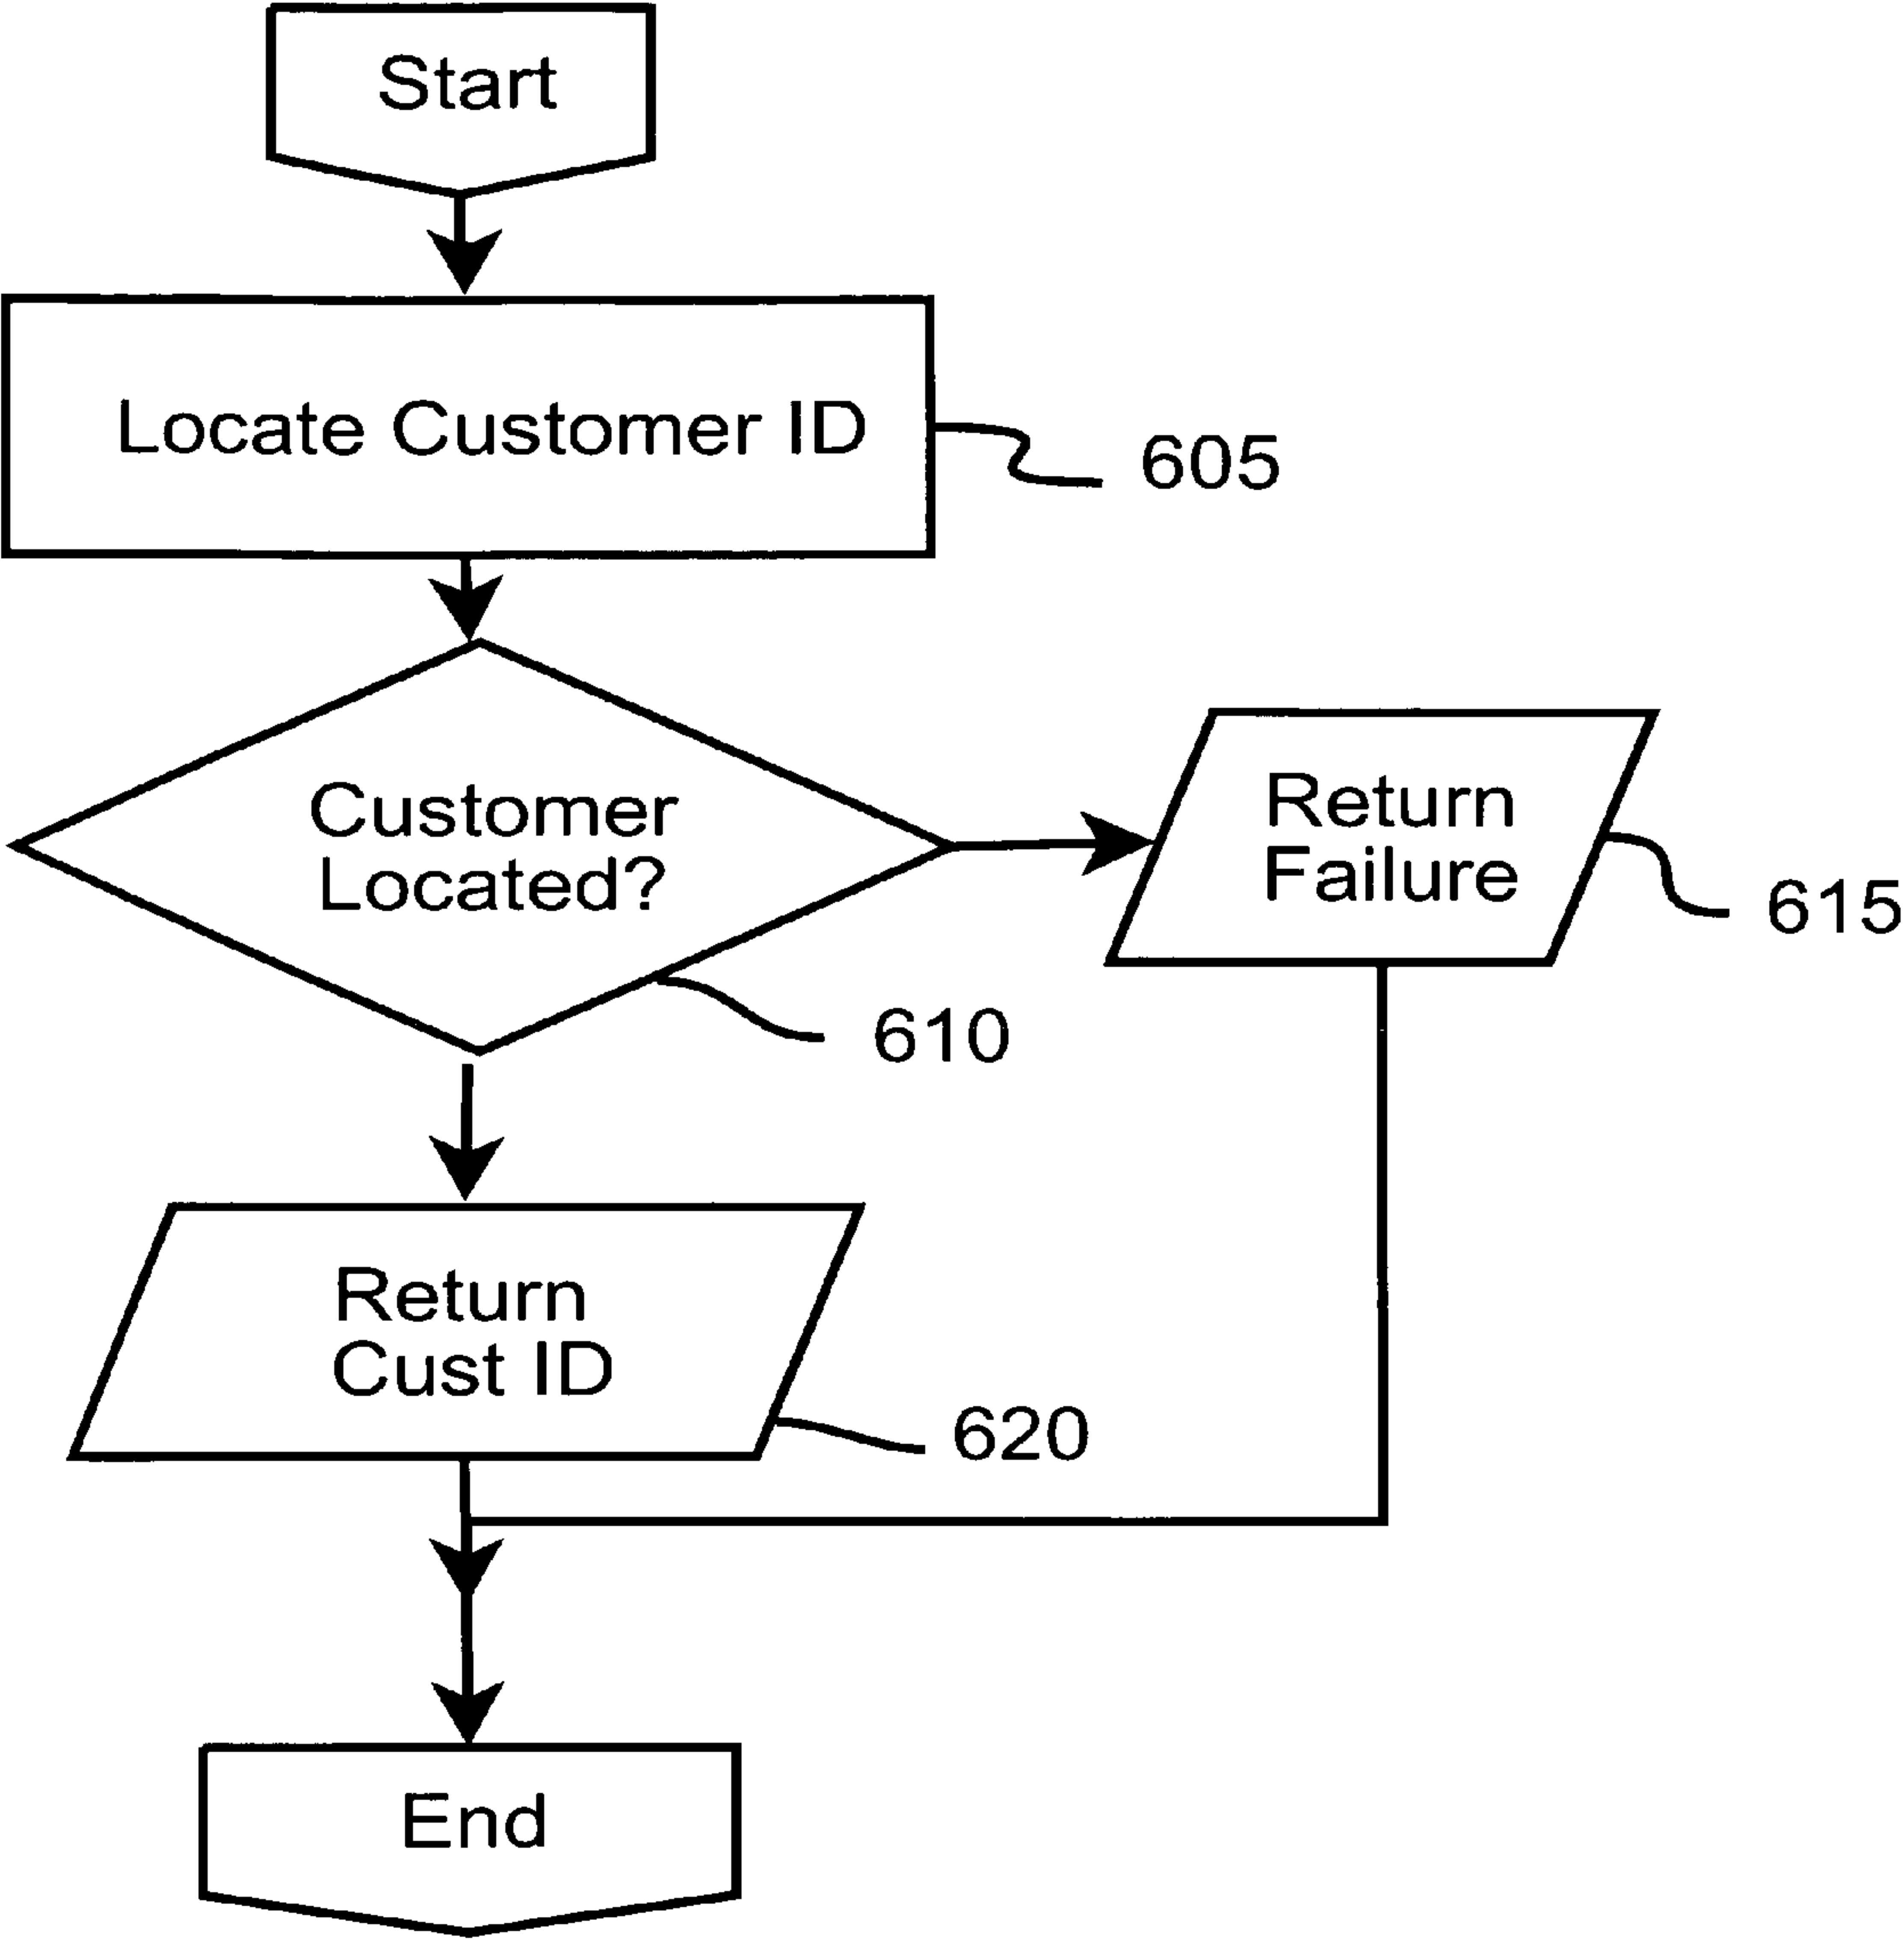 Start
Locate Customer ID
605
Customer
Located?
610
Return
Failure
615
Return
Cust ID
620
End